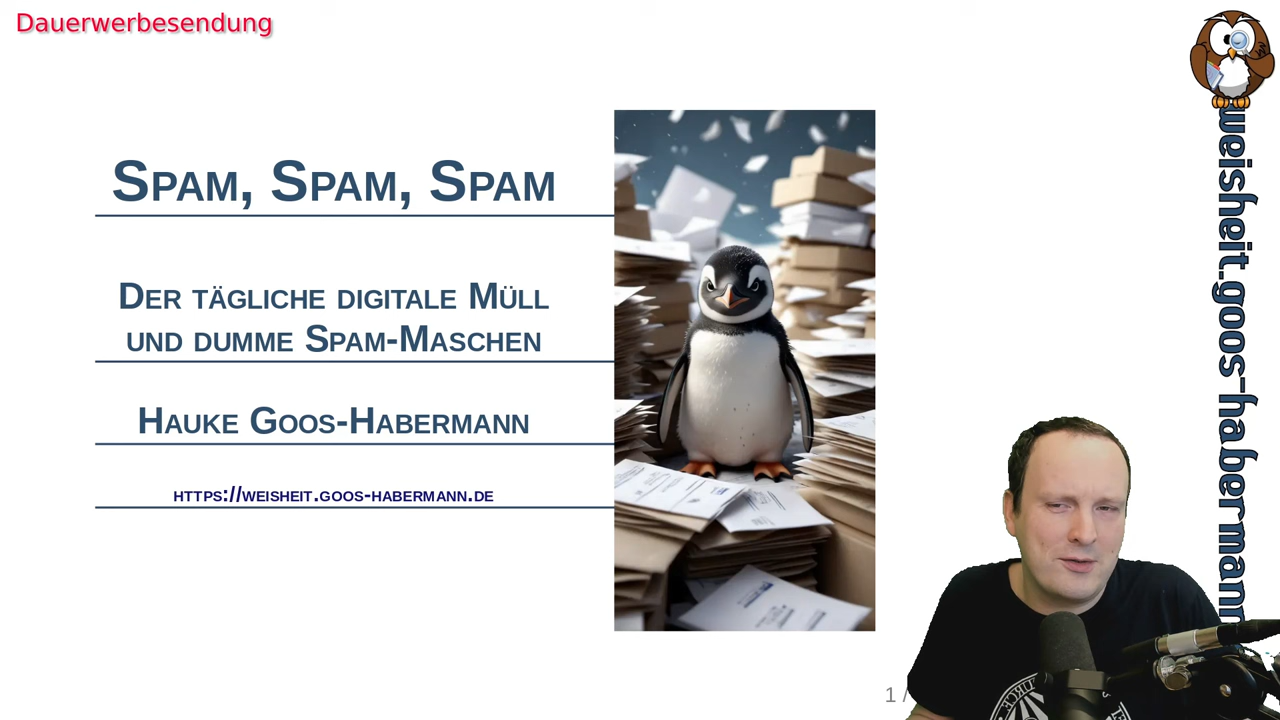 Dauerwerbesendung
Spam, Spam, Spam
Der tägliche digitale Müll
und dumme Spam-Maschen
Hauke Goos-Habermann
https://weisheit.goos-habermann.de
weisheit.goos-habermann
1 /